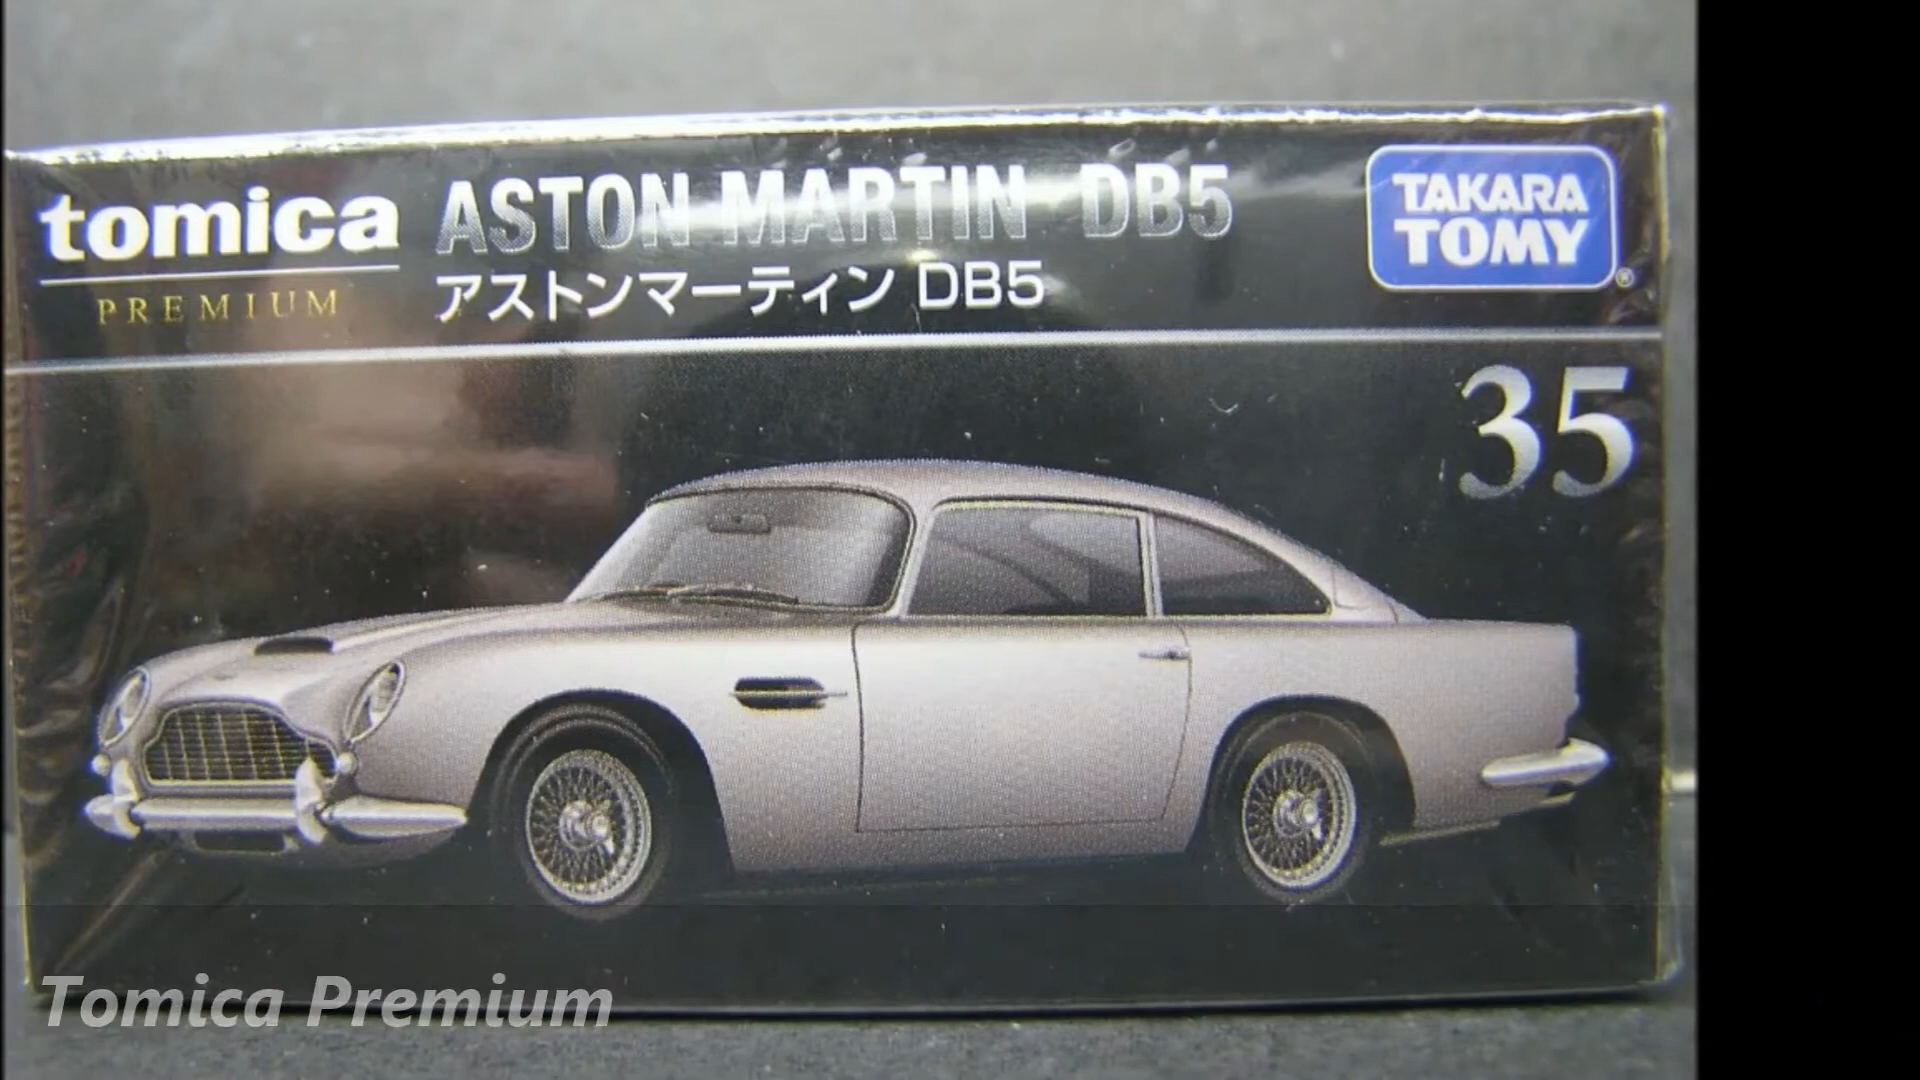 tomica
PREMIUM
ASTON MARTIN DB5
アストンマーティン DB5
TAKARA
TOMY
®
35
Tomica Premium